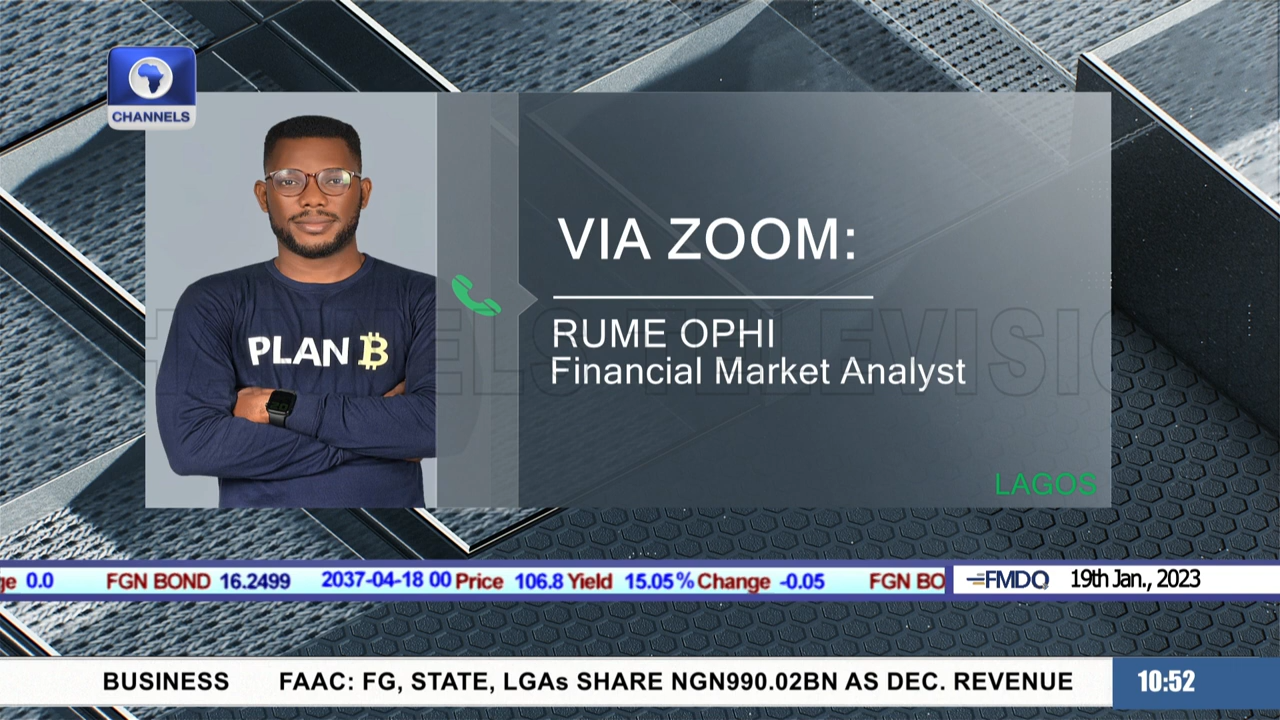 CHANNELS
PLAN ₿
VIA ZOOM:
RUME OPHI
Financial Market Analyst
CHANNELS TELEVISION
LAGOS
ge 0.0 FGN BOND 16.2499 2037-04-18 00 Price 106.8 Yield 15.05% Change -0.05 FGN BO
FMDQ 19th Jan., 2023
BUSINESS FAAC: FG, STATE, LGAs SHARE NGN990.02BN AS DEC. REVENUE 10:52